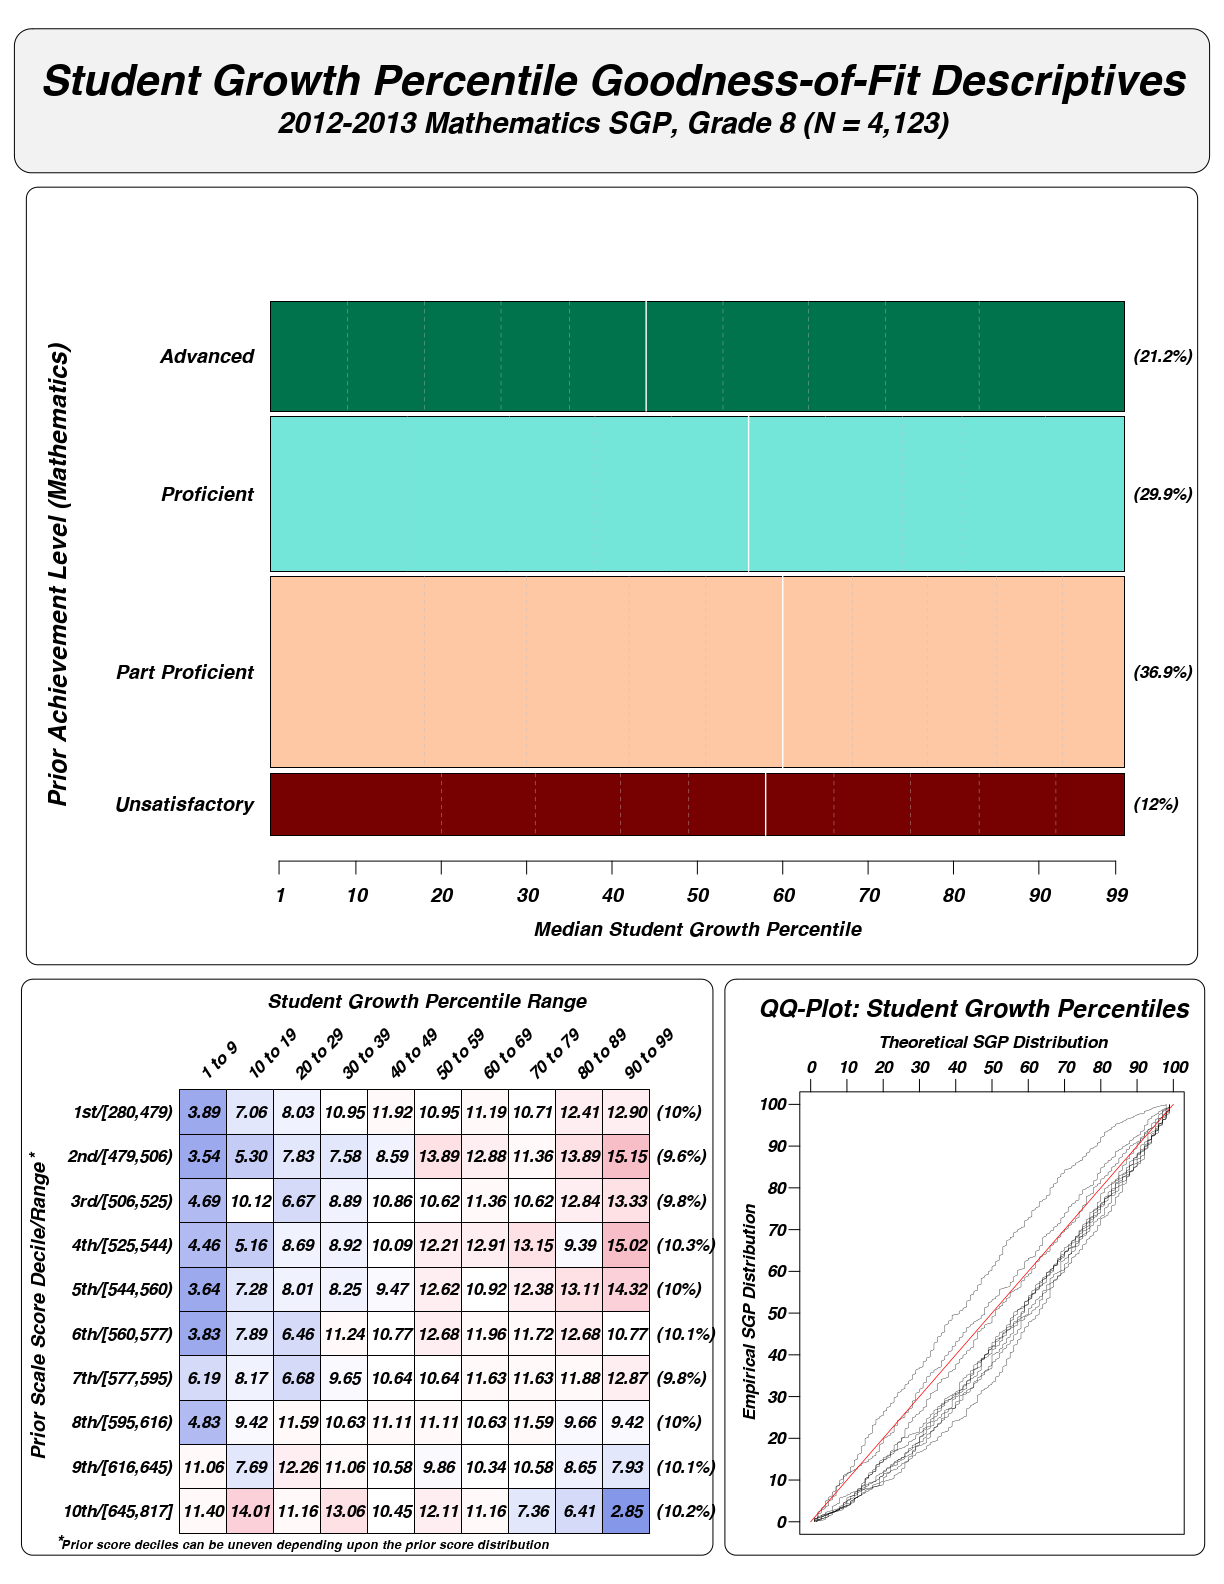 Student Growth Percentile Goodness-of-Fit Descriptives
2012-2013 Mathematics SGP, Grade 8 (N = 4,123)
Prior Achievement Level (Mathematics)
Advanced (21.2%)
Proficient (29.9%)
Part Proficient (36.9%)
Unsatisfactory (12%)
1 10 20 30 40 50 60 70 80 90 99
Median Student Growth Percentile
Student Growth Percentile Range
1 to 9 10 to 19 20 to 29 30 to 39 40 to 49 50 to 59 60 to 69 70 to 79 80 to 89 90 to 99
Prior Scale Score Decile/Range*
1st/[280,479) 3.89 7.06 8.03 10.95 11.92 10.95 11.19 10.71 12.41 12.90 (10%)
2nd/[479,506) 3.54 5.30 7.83 7.58 8.59 13.89 12.88 11.36 13.89 15.15 (9.6%)
3rd/[506,525) 4.69 10.12 6.67 8.89 10.86 10.62 11.36 10.62 12.84 13.33 (9.8%)
4th/[525,544) 4.46 5.16 8.69 8.92 10.09 12.21 12.91 13.15 9.39 15.02 (10.3%)
5th/[544,560) 3.64 7.28 8.01 8.25 9.47 12.62 10.92 12.38 13.11 14.32 (10%)
6th/[560,577) 3.83 7.89 6.46 11.24 10.77 12.68 11.96 11.72 12.68 10.77 (10.1%)
7th/[577,595) 6.19 8.17 6.68 9.65 10.64 10.64 11.63 11.63 11.88 12.87 (9.8%)
8th/[595,616) 4.83 9.42 11.59 10.63 11.11 11.11 10.63 11.59 9.66 9.42 (10%)
9th/[616,645) 11.06 7.69 12.26 11.06 10.58 9.86 10.34 10.58 8.65 7.93 (10.1%)
10th/[645,817] 11.40 14.01 11.16 13.06 10.45 12.11 11.16 7.36 6.41 2.85 (10.2%)
*Prior score deciles can be uneven depending upon the prior score distribution
QQ-Plot: Student Growth Percentiles
Theoretical SGP Distribution
0 10 20 30 40 50 60 70 80 90 100
Empirical SGP Distribution
100
90
80
70
60
50
40
30
20
10
0